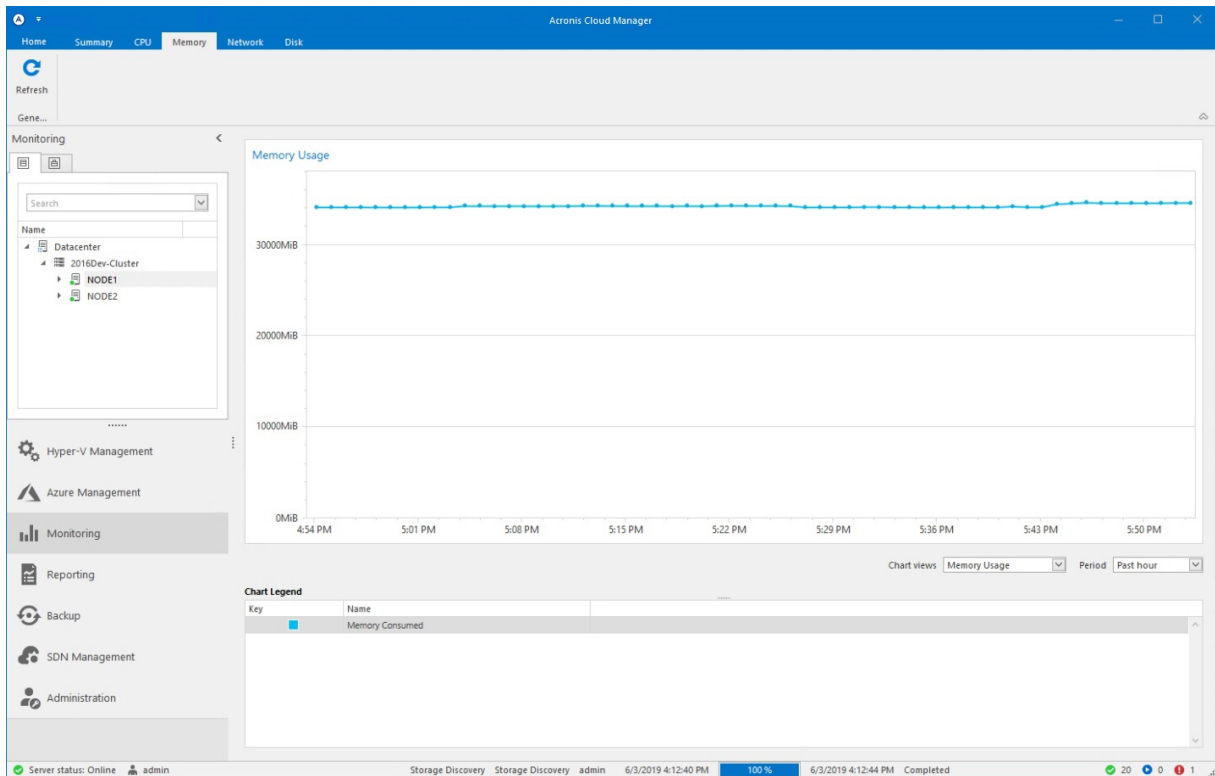 Acronis Cloud Manager
Home Summary CPU Memory Network Disk
Refresh
Gene...
Monitoring
Search
Name
Datacenter
2016Dev-Cluster
NODE1
NODE2
Hyper-V Management
Azure Management
Monitoring
Reporting
Backup
SDN Management
Administration
Memory Usage
30000MiB
20000MiB
10000MiB
0MiB
4:54 PM 5:01 PM 5:08 PM 5:15 PM 5:22 PM 5:29 PM 5:36 PM 5:43 PM 5:50 PM
Chart views Memory Usage Period Past hour
Chart Legend
Key Name
Memory Consumed
Server status: Online admin Storage Discovery Storage Discovery admin 6/3/2019 4:12:40 PM 100 % 6/3/2019 4:12:44 PM Completed 20 0 1